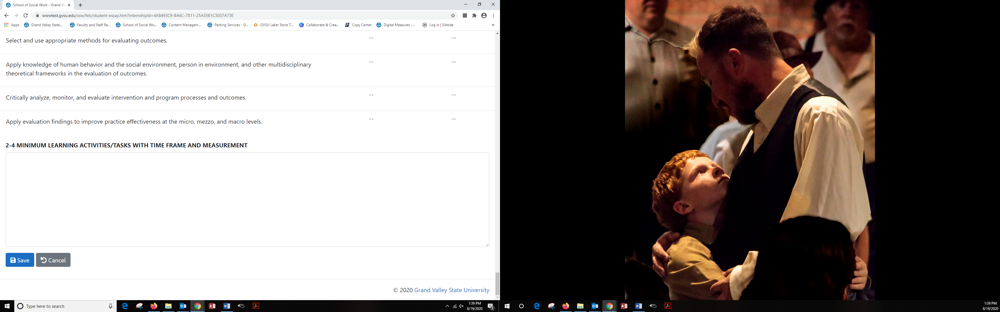 School of Social Work - Grand Va
wwwtest.gvsu.edu/ssw/felc/student-essay.htm?internshipId=4A8493C9-BA6C-7811-25A35B1C3037A73E
Apps Grand Valley State... Faculty and Staff Re... School of Social Wo... Content Managem... Parking Services - G... GVSU Laker Store T... Collaborate & Crea... Copy Center Digital Measures -... Log in | Silktide »
Select and use appropriate methods for evaluating outcomes. -- --
Apply knowledge of human behavior and the social environment, person in environment, and other multidisciplinary -- --
theoretical frameworks in the evaluation of outcomes.
Critically analyze, monitor, and evaluate intervention and program processes and outcomes. -- --
Apply evaluation findings to improve practice effectiveness at the micro, mezzo, and macro levels. -- --
2-4 MINIMUM LEARNING ACTIVITIES/TASKS WITH TIME FRAME AND MEASUREMENT
Save Cancel
© 2020 Grand Valley State University
Type here to search
1:39 PM
8/19/2020
2
1:39 PM
8/19/2020